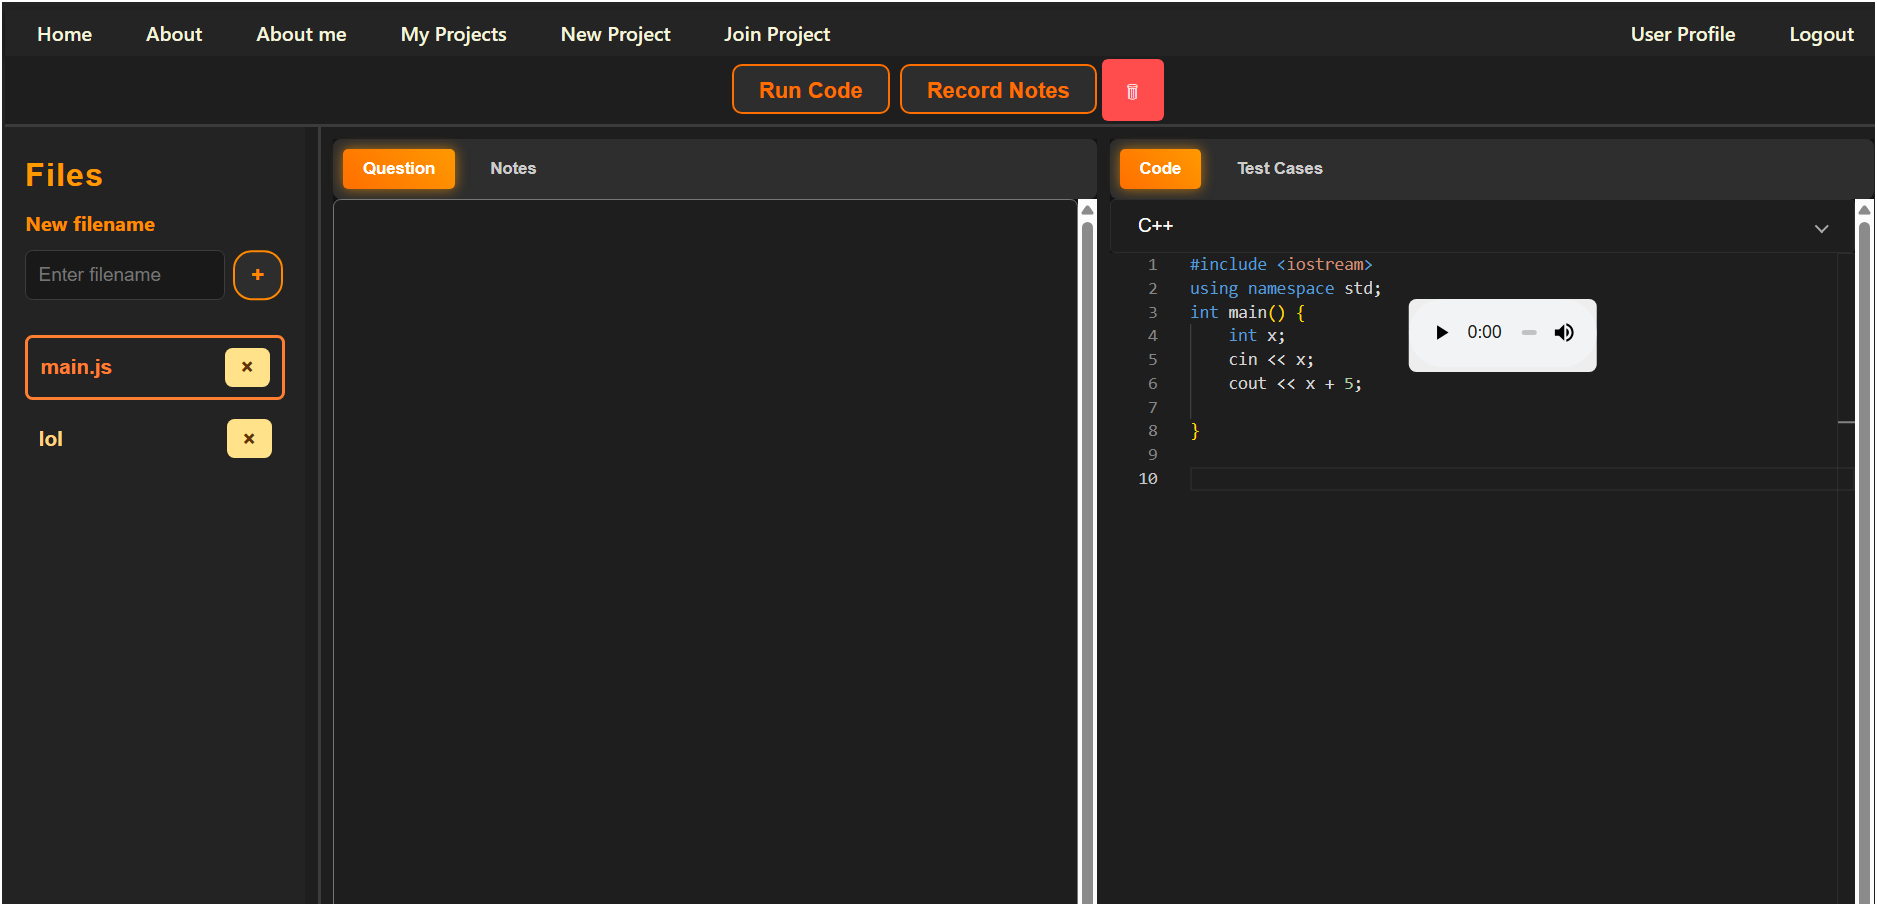 Home About About me My Projects New Project Join Project User Profile Logout
Run Code Record Notes
Files
New filename
Enter filename +
main.js ×
lol ×
Question Notes
Code Test Cases
C++
1 #include <iostream>
2 using namespace std;
3 int main() {
4 int x;
5 cin << x;
6 cout << x + 5;
7
8 }
9
10
0:00